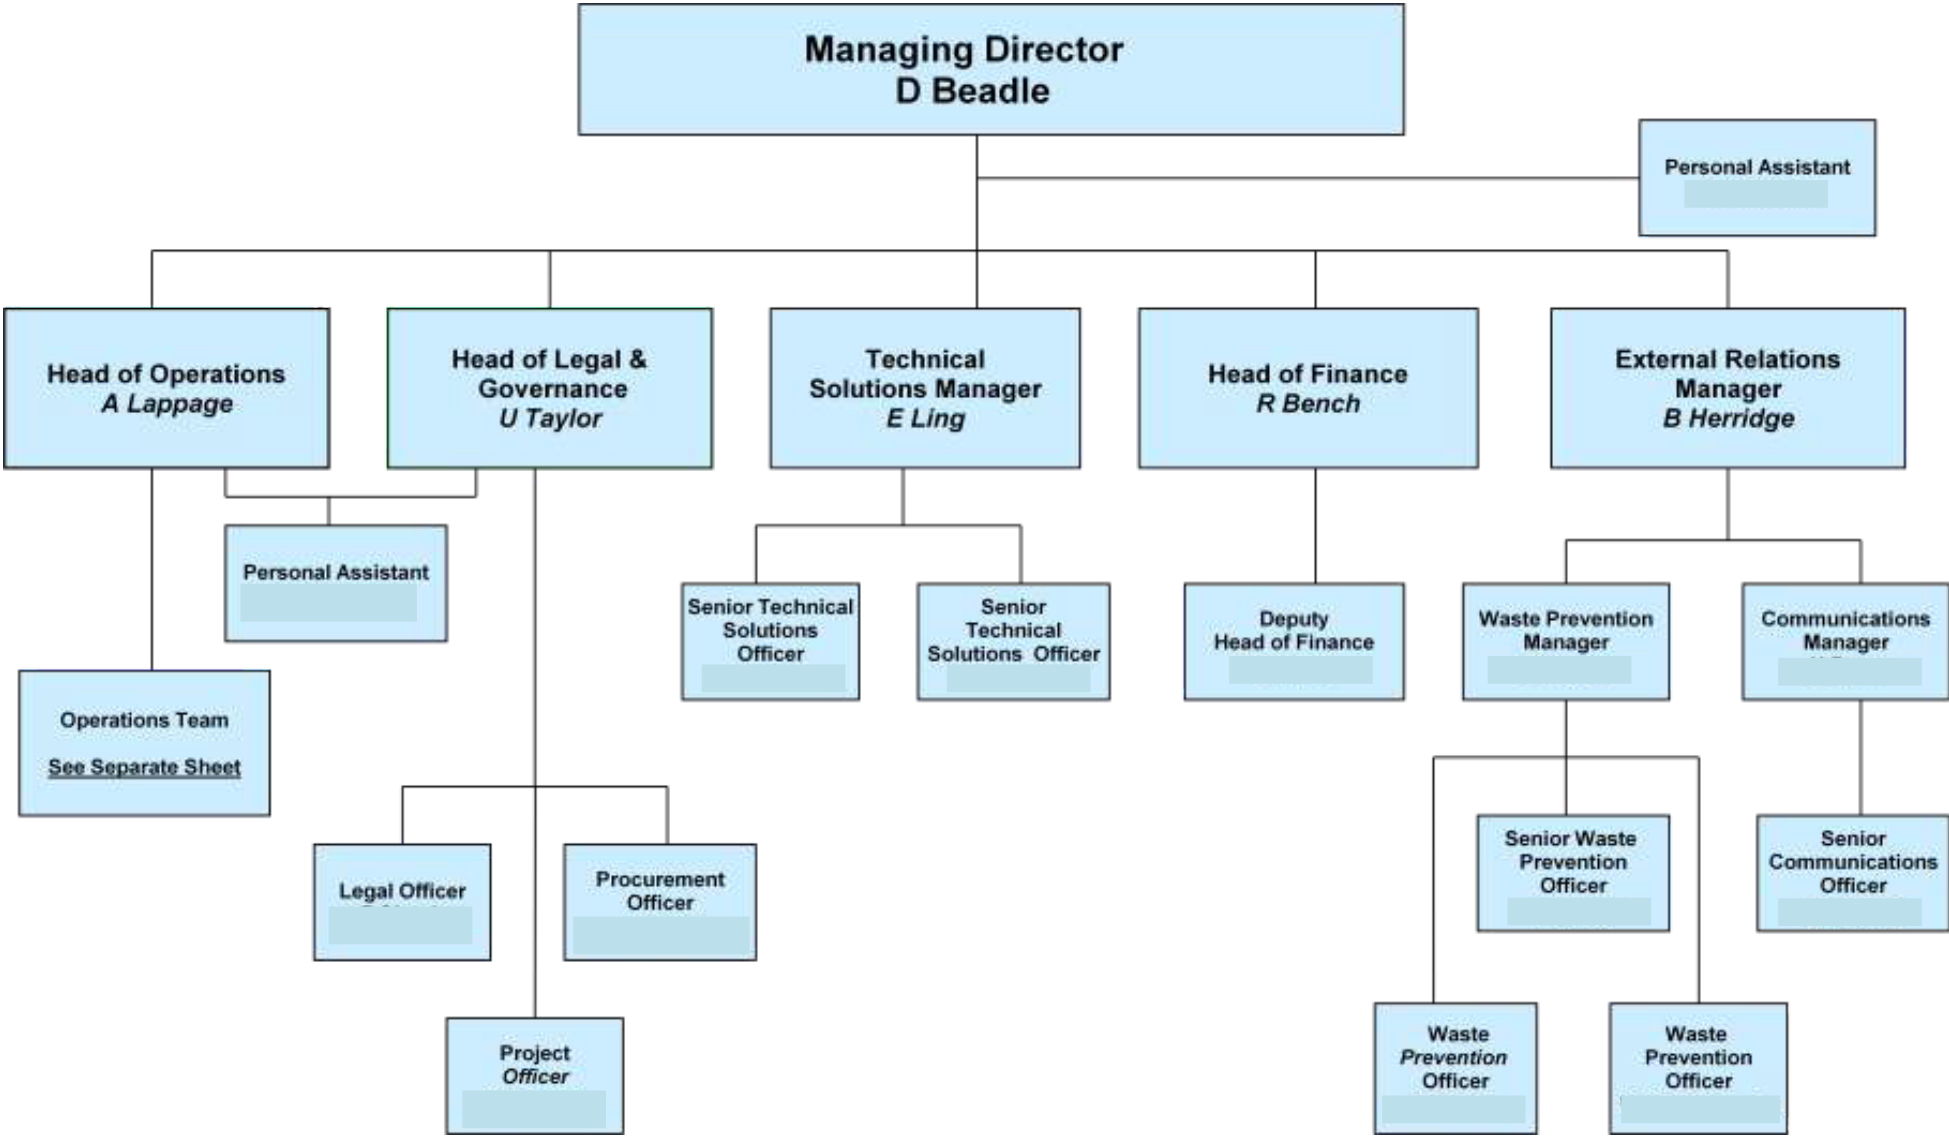 Managing Director
D Beadle
Personal Assistant
Head of Operations
A Lappage
Head of Legal &
Governance
U Taylor
Technical
Solutions Manager
E Ling
Head of Finance
R Bench
External Relations
Manager
B Herridge
Personal Assistant
Senior Technical
Solutions
Officer
Senior
Technical
Solutions Officer
Deputy
Head of Finance
Waste Prevention
Manager
Communications
Manager
Operations Team
See Separate Sheet
Legal Officer
Procurement
Officer
Senior Waste
Prevention
Officer
Senior
Communications
Officer
Project
Officer
Waste
Prevention
Officer
Waste
Prevention
Officer